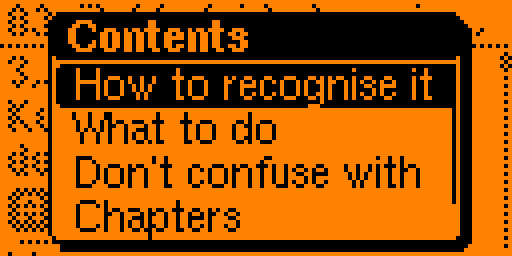 Contents
How to recognise it
What to do
Don't confuse with
Chapters